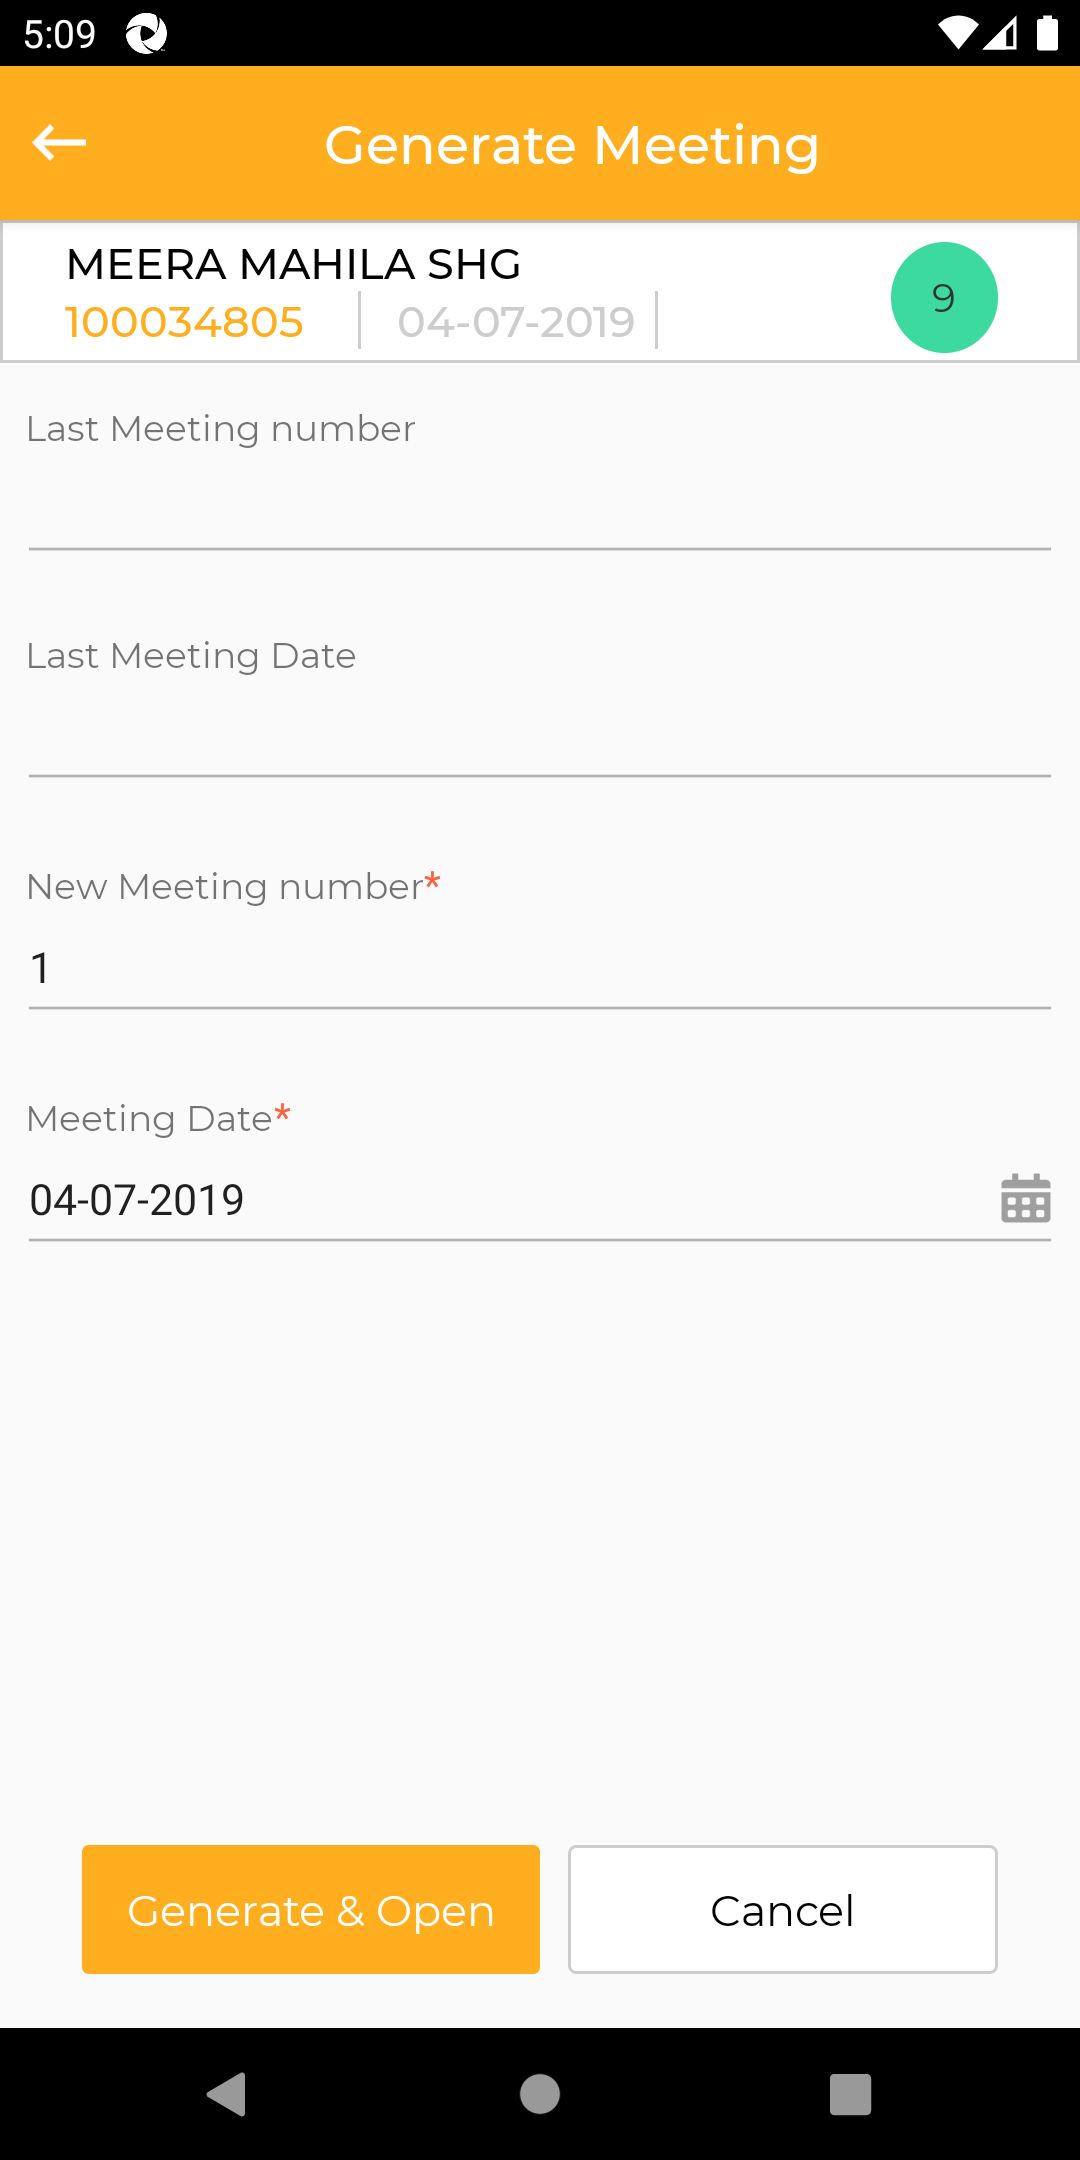 5:09
Generate Meeting
MEERA MAHILA SHG
100034805
04-07-2019
9
Last Meeting number
Last Meeting Date
New Meeting number*
1
Meeting Date*
04-07-2019
Generate & Open
Cancel